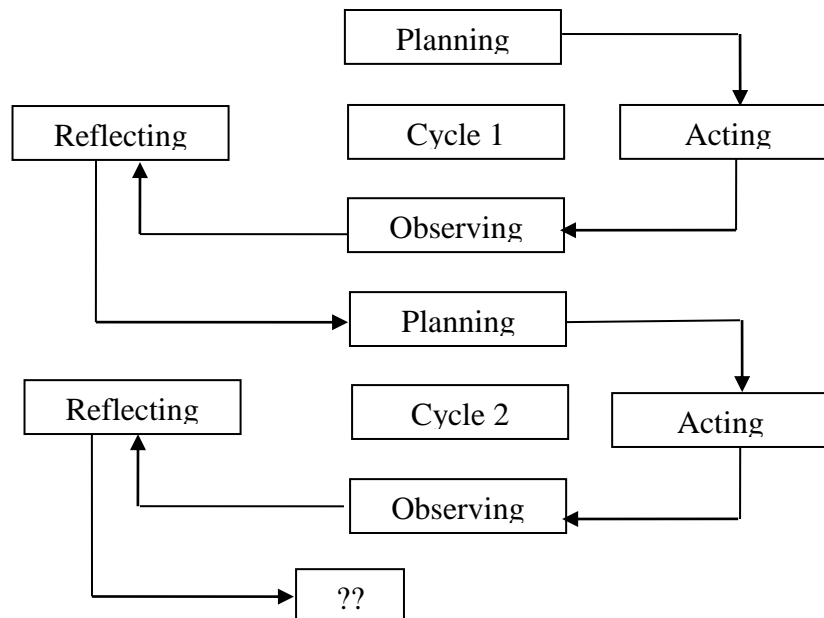 Planning
Reflecting
Cycle 1
Acting
Observing
Planning
Reflecting
Cycle 2
Acting
Observing
??